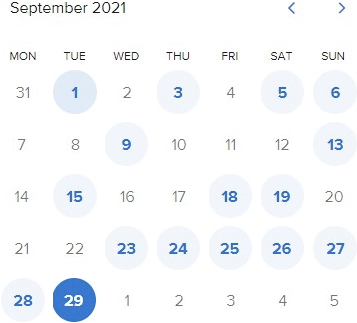 September 2021
MON TUE WED THU FRI SAT SUN
31 1 2 3 4 5 6
7 8 9 10 11 12 13
14 15 16 17 18 19 20
21 22 23 24 25 26 27
28 29 1 2 3 4 5